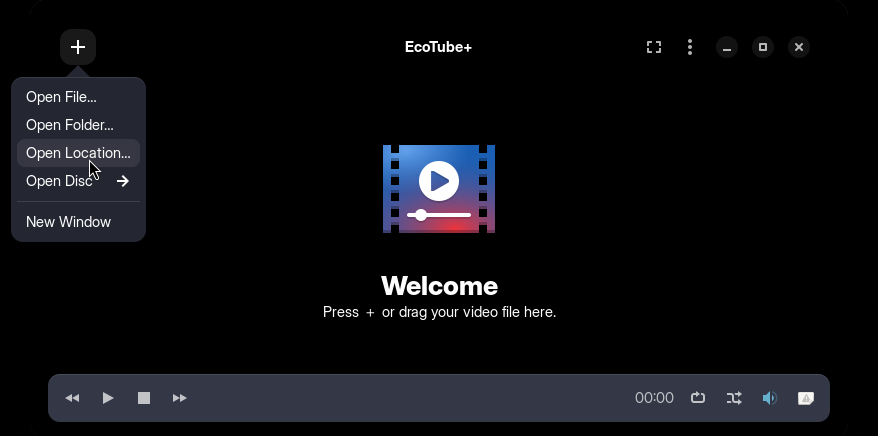 EcoTube+
Open File...
Open Folder...
Open Location...
Open Disc
New Window
Welcome
Press + or drag your video file here.
00:00